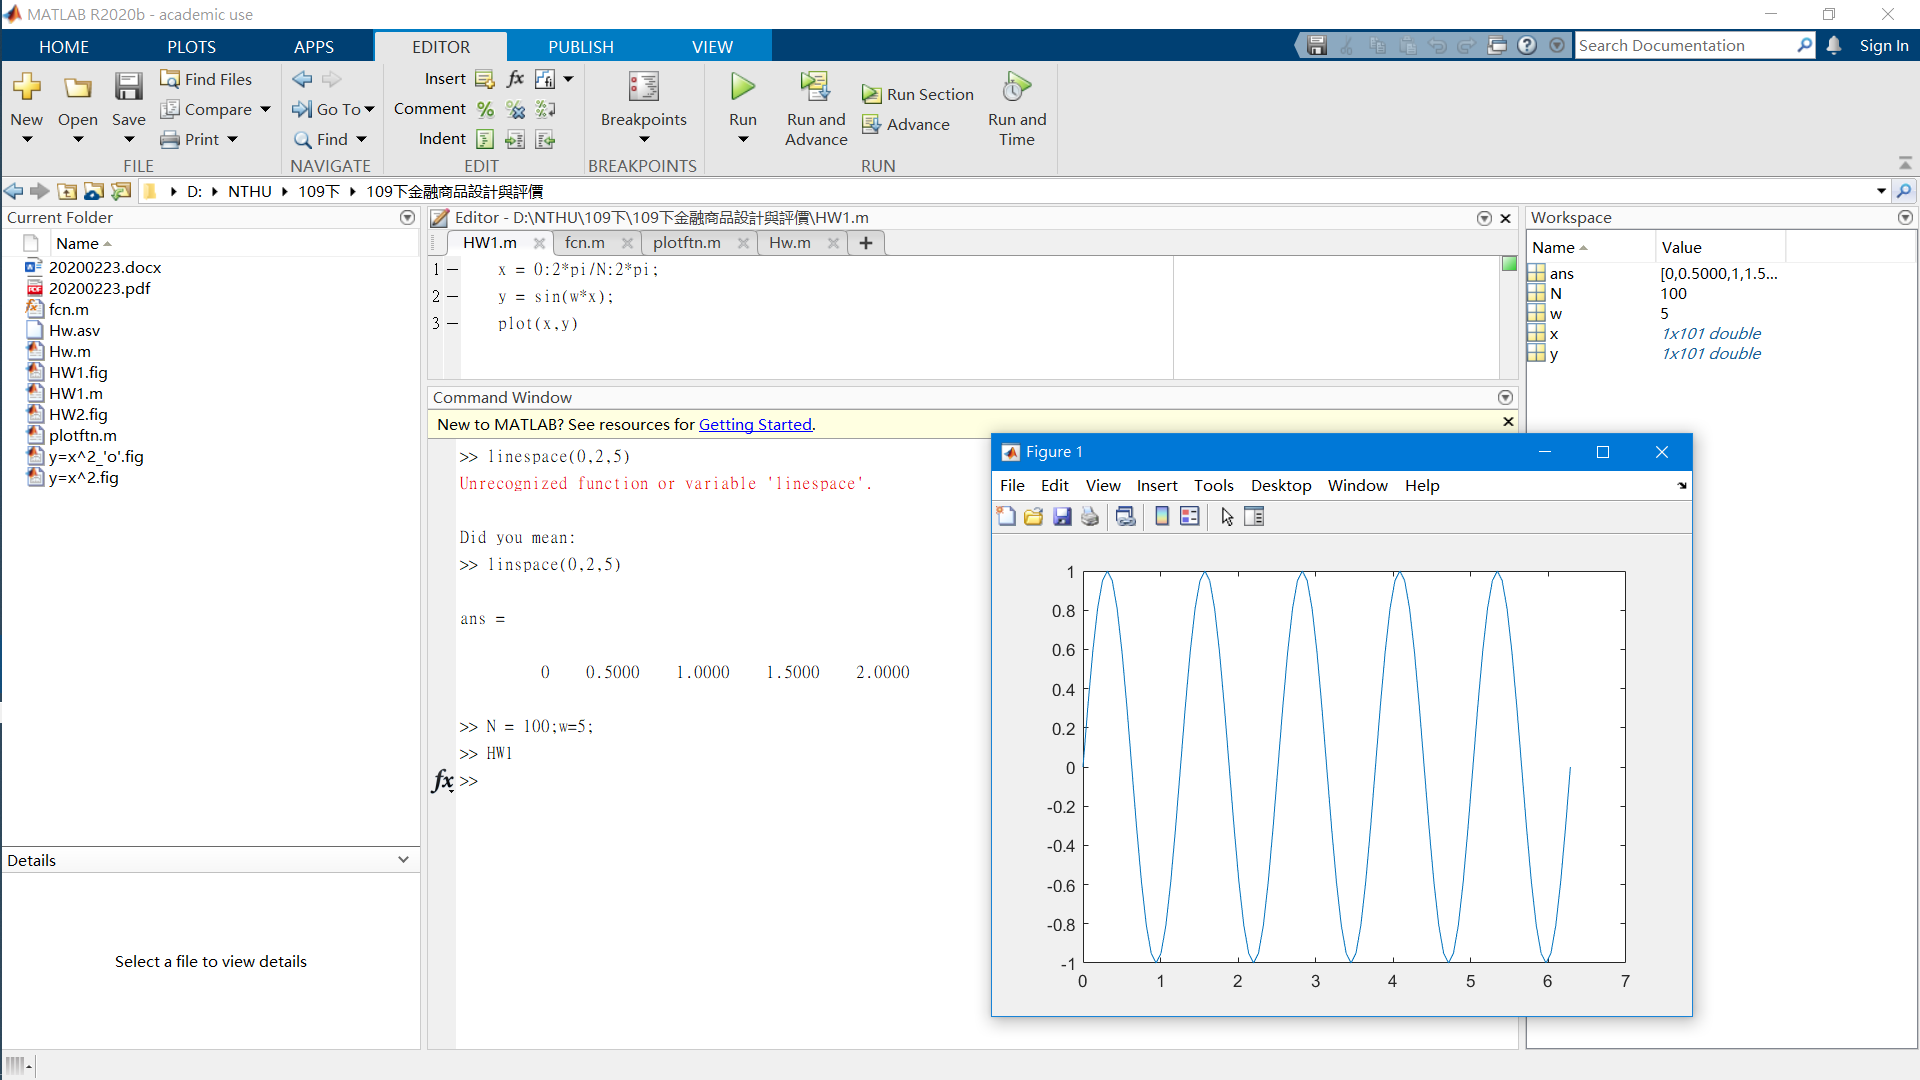 MATLAB R2020b - academic use
HOME PLOTS APPS EDITOR PUBLISH VIEW
Search Documentation
Sign In
New
Open
Save
Find Files
Compare
Print
FILE
Go To
Find
NAVIGATE
Insert
fx
fi
Comment
Indent
EDIT
Breakpoints
BREAKPOINTS
Run
Run and
Advance
Run Section
Advance
Run and
Time
RUN
D: NTHU 109下 109下金融商品設計與評價
Current Folder
Name
20200223.docx
20200223.pdf
fcn.m
Hw.asv
Hw.m
HW1.fig
HW1.m
HW2.fig
plotftn.m
y=x^2_'o'.fig
y=x^2.fig
Details
Select a file to view details
Editor - D:\NTHU\109下\109下金融商品設計與評價\HW1.m
HW1.m fcn.m plotftn.m Hw.m +
1 – x = 0:2*pi/N:2*pi;
2 – y = sin(w*x);
3 – plot(x,y)
Command Window
New to MATLAB? See resources for Getting Started.
>> linespace(0,2,5)
Unrecognized function or variable 'linespace'.
Did you mean:
>> linspace(0,2,5)
ans =
0 0.5000 1.0000 1.5000 2.0000
>> N = 100;w=5;
>> HW1
fx >>
Workspace
Name Value
ans [0,0.5000,1,1.5...
N 100
w 5
x 1x101 double
y 1x101 double
Figure 1
File Edit View Insert Tools Desktop Window Help
1
0.8
0.6
0.4
0.2
0
-0.2
-0.4
-0.6
-0.8
-1
0 1 2 3 4 5 6 7